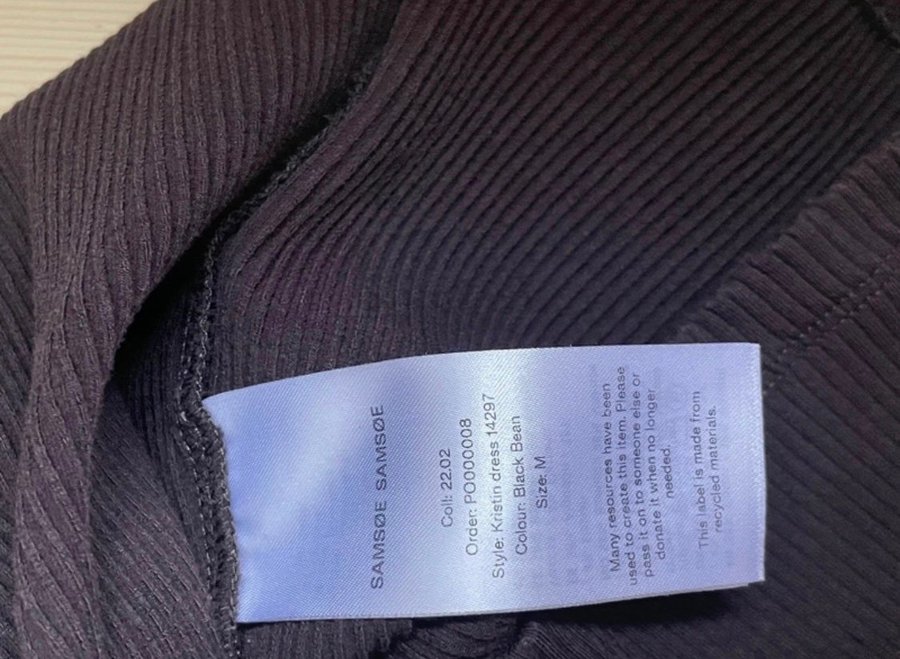 SAMSØE SAMSØE
Coll: 22.02
Order: PO000008
Style: Kristin dress 14297
Colour: Black Bean
Size: M
Many resources have been
used to create this item. Please
pass it on to someone else or
donate it when no longer
needed.
This label is made from
recycled materials.